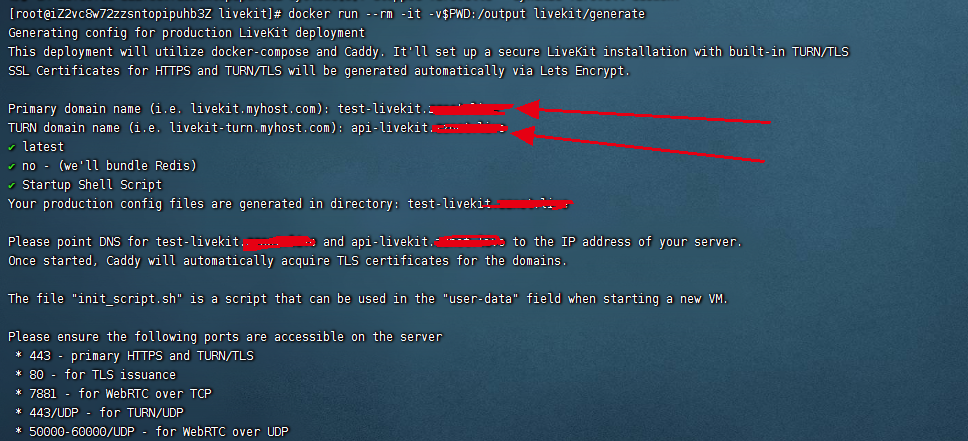 [root@iZ2vc8w72zzsntopipuhb3Z livekit]# docker run --rm -it -v$PWD:/output livekit/generate
Generating config for production LiveKit deployment
This deployment will utilize docker-compose and Caddy. It'll set up a secure LiveKit installation with built-in TURN/TLS
SSL Certificates for HTTPS and TURN/TLS will be generated automatically via Lets Encrypt.
Primary domain name (i.e. livekit.myhost.com): test-livekit.
TURN domain name (i.e. livekit-turn.myhost.com): api-livekit.
✔ latest
✔ no - (we'll bundle Redis)
✔ Startup Shell Script
Your production config files are generated in directory: test-livekit.
Please point DNS for test-livekit. and api-livekit. to the IP address of your server.
Once started, Caddy will automatically acquire TLS certificates for the domains.
The file "init_script.sh" is a script that can be used in the "user-data" field when starting a new VM.
Please ensure the following ports are accessible on the server
* 443 - primary HTTPS and TURN/TLS
* 80 - for TLS issuance
* 7881 - for WebRTC over TCP
* 443/UDP - for TURN/UDP
* 50000-60000/UDP - for WebRTC over UDP